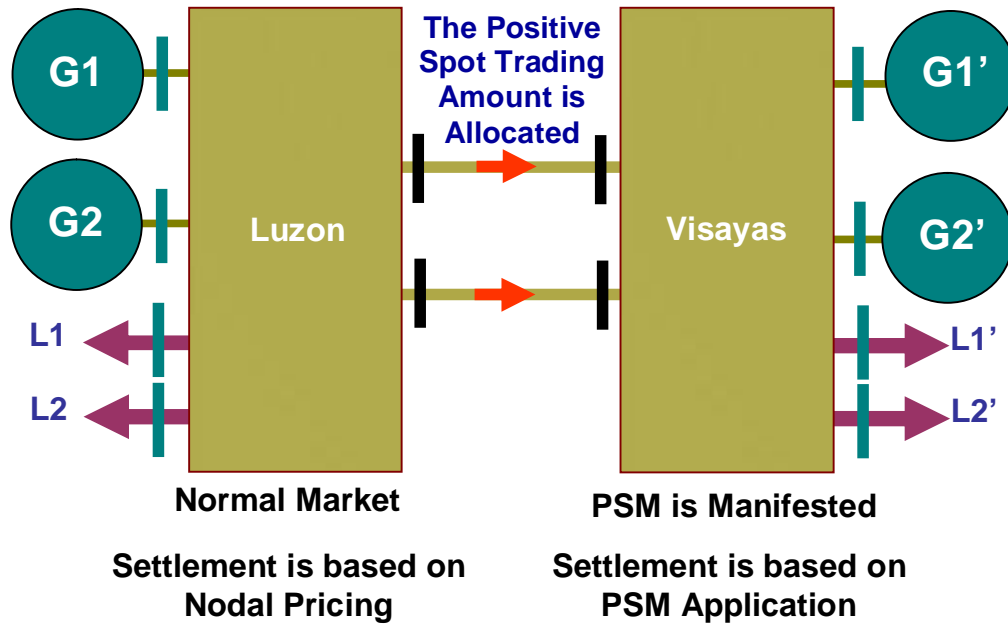 G1
The Positive
Spot Trading
Amount is
Allocated
G1’
G2
Luzon
Visayas
G2’
L1
L1’
L2
L2’
Normal Market
PSM is Manifested
Settlement is based on
Nodal Pricing
Settlement is based on
PSM Application